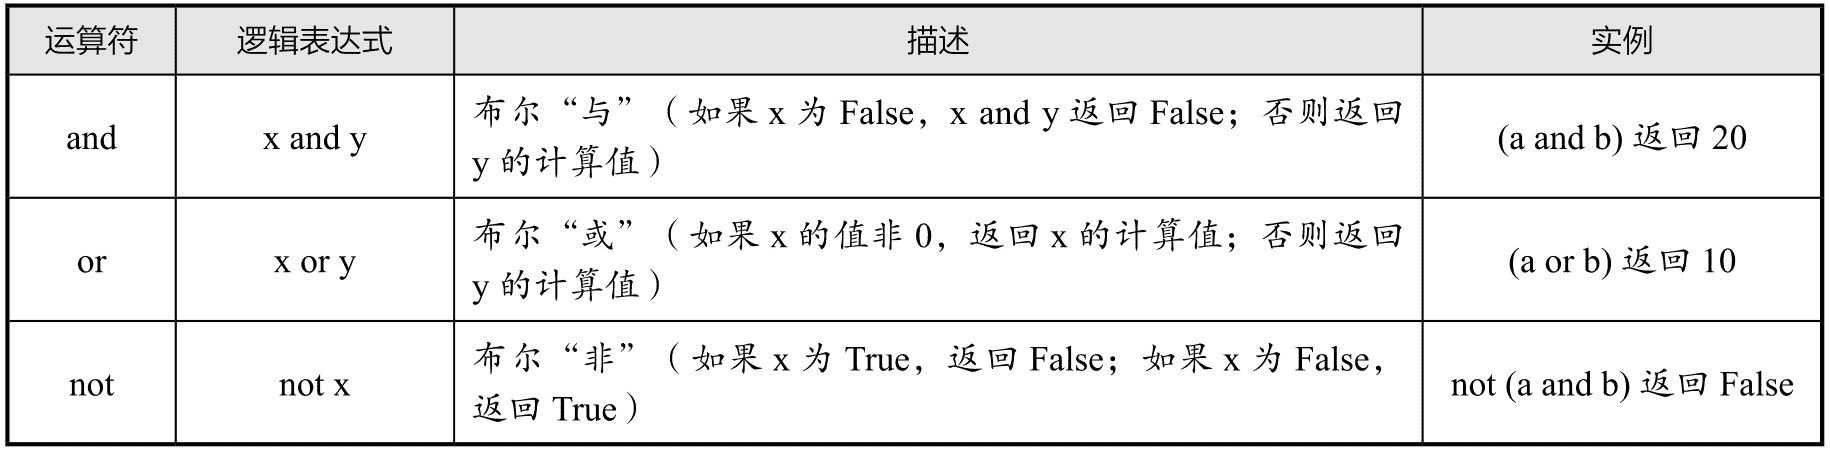 运算符 逻辑表达式 描述 实例
and x and y 布尔“与”（如果 x 为 False，x and y 返回 False；否则返回 (a and b) 返回 20
y 的计算值）
or x or y 布尔“或”（如果 x 的值非 0，返回 x 的计算值；否则返回 (a or b) 返回 10
y 的计算值）
not not x 布尔“非”（如果 x 为 True，返回 False；如果 x 为 False， not (a and b) 返回 False
返回 True）